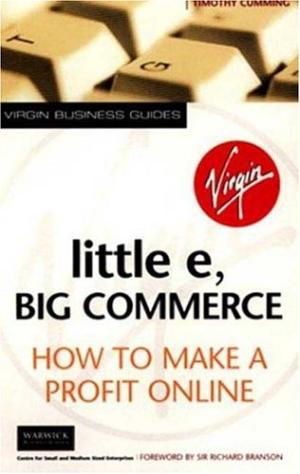 TIMOTHY CUMMING
T
G
VIRGIN BUSINESS GUIDES
Virgin
little e,
BIG COMMERCE
HOW TO MAKE A
PROFIT ONLINE
WARWICK
Centre for Small and Medium Sized Enterprises | FOREWORD BY SIR RICHARD BRANSON